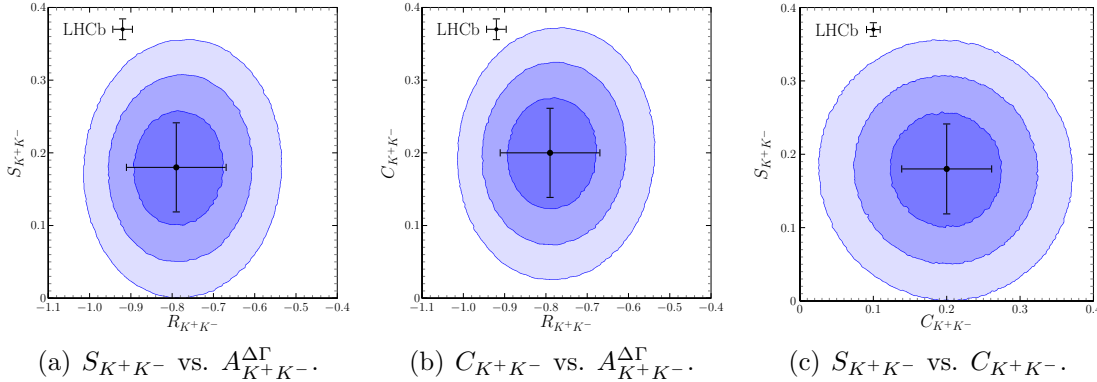 0.4
0.3
0.2
0.1
0
LHCb
S_{K^+K^-}
−1.1 −1.0 −0.9 −0.8 −0.7 −0.6 −0.5 −0.4
R_{K^+K^-}
(a) S_{K^+K^-} vs. A^{ΔΓ}_{K^+K^-}.
0.4
0.3
0.2
0.1
0
LHCb
C_{K^+K^-}
−1.1 −1.0 −0.9 −0.8 −0.7 −0.6 −0.5 −0.4
R_{K^+K^-}
(b) C_{K^+K^-} vs. A^{ΔΓ}_{K^+K^-}.
0.4
0.3
0.2
0.1
0
LHCb
S_{K^+K^-}
0 0.1 0.2 0.3 0.4
C_{K^+K^-}
(c) S_{K^+K^-} vs. C_{K^+K^-}.